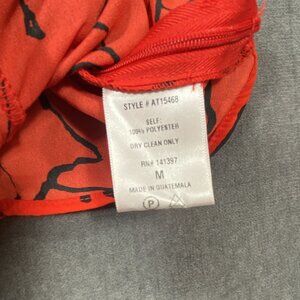 STYLE # AT15468
SELF:
100% POLYESTER
DRY CLEAN ONLY
RN# 141397
M
MADE IN GUATEMALA
P